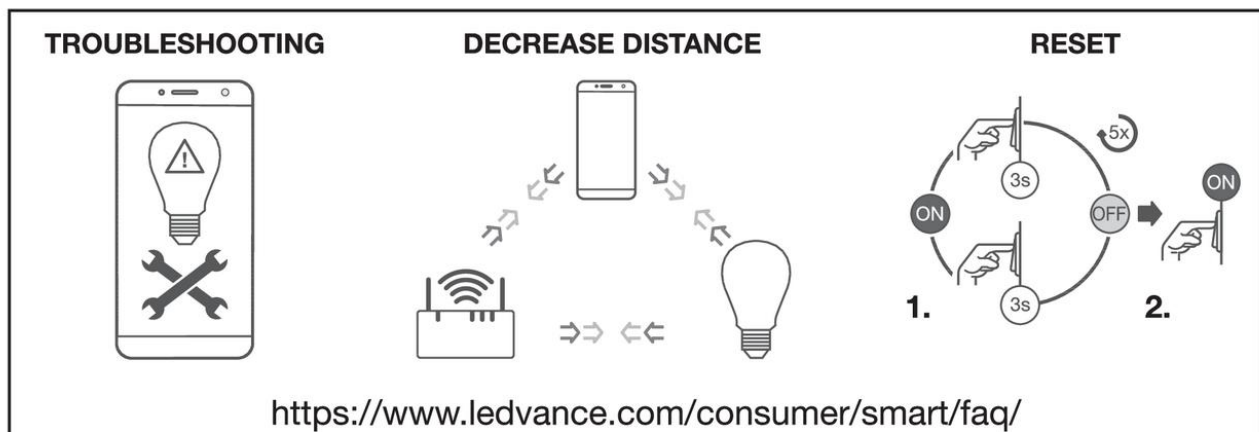 TROUBLESHOOTING
DECREASE DISTANCE
RESET
!
5x
3s
ON
ON
OFF
3s
1.
2.
https://www.ledvance.com/consumer/smart/faq/